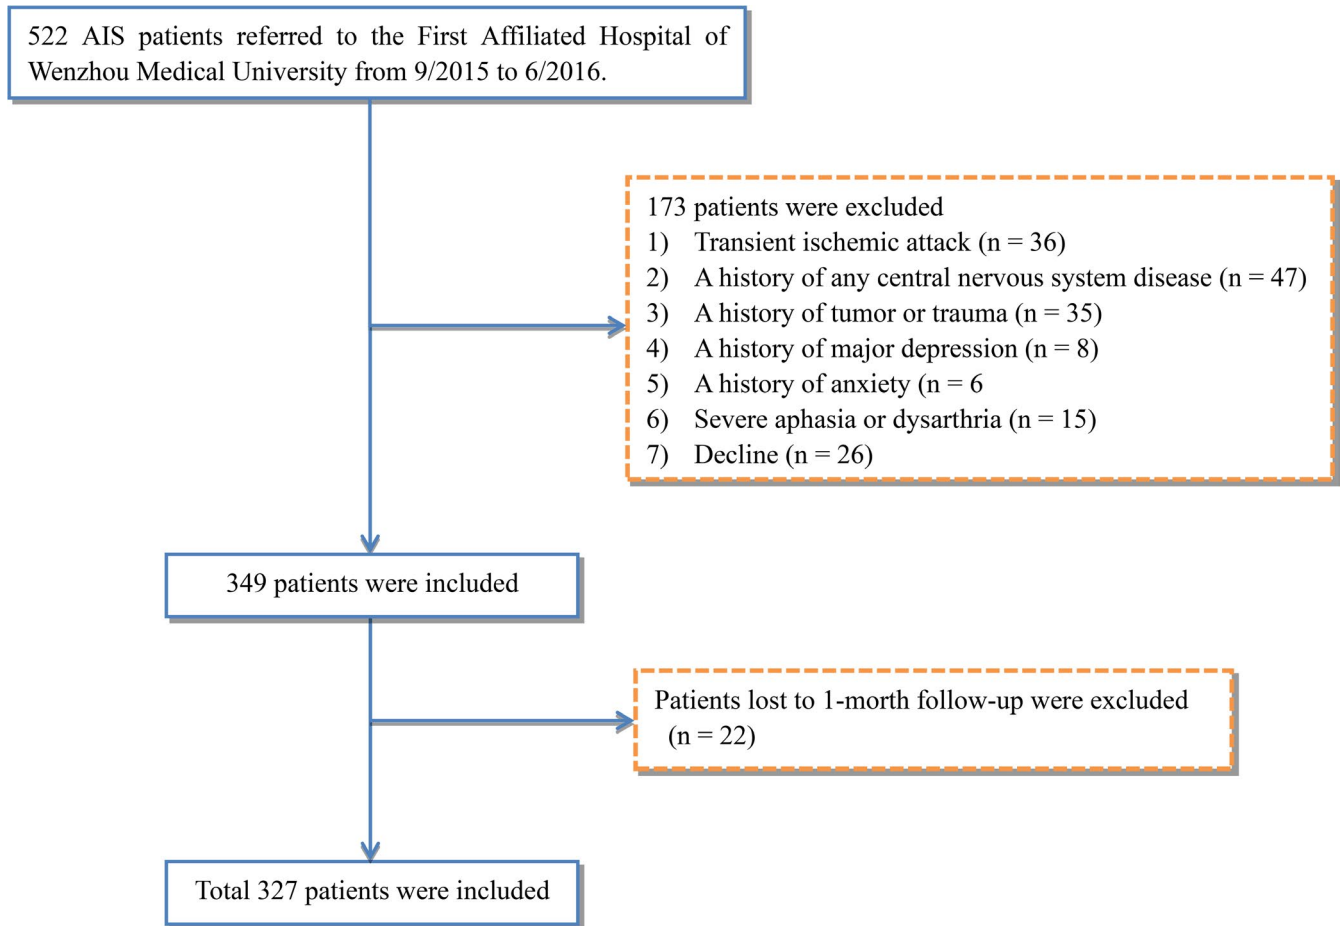 522 AIS patients referred to the First Affiliated Hospital of
Wenzhou Medical University from 9/2015 to 6/2016.
173 patients were excluded
1) Transient ischemic attack (n = 36)
2) A history of any central nervous system disease (n = 47)
3) A history of tumor or trauma (n = 35)
4) A history of major depression (n = 8)
5) A history of anxiety (n = 6
6) Severe aphasia or dysarthria (n = 15)
7) Decline (n = 26)
349 patients were included
Patients lost to 1-morth follow-up were excluded
(n = 22)
Total 327 patients were included